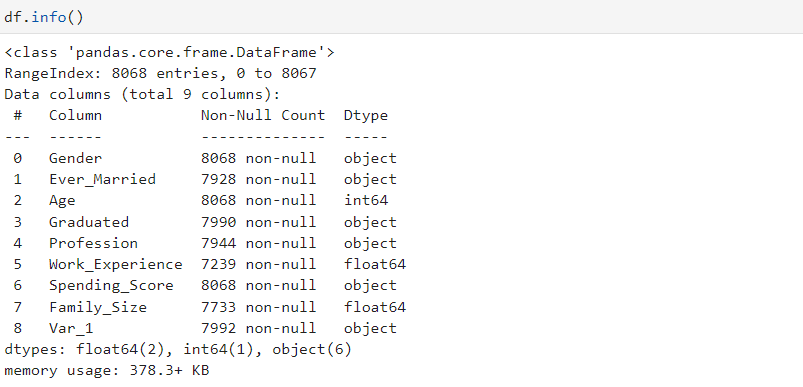 df.info()
<class 'pandas.core.frame.DataFrame'>
RangeIndex: 8068 entries, 0 to 8067
Data columns (total 9 columns):
 #   Column           Non-Null Count  Dtype
---  ------           --------------  -----
 0   Gender           8068 non-null   object
 1   Ever_Married     7928 non-null   object
 2   Age              8068 non-null   int64
 3   Graduated        7990 non-null   object
 4   Profession       7944 non-null   object
 5   Work_Experience  7239 non-null   float64
 6   Spending_Score   8068 non-null   object
 7   Family_Size      7733 non-null   float64
 8   Var_1            7992 non-null   object
dtypes: float64(2), int64(1), object(6)
memory usage: 378.3+ KB